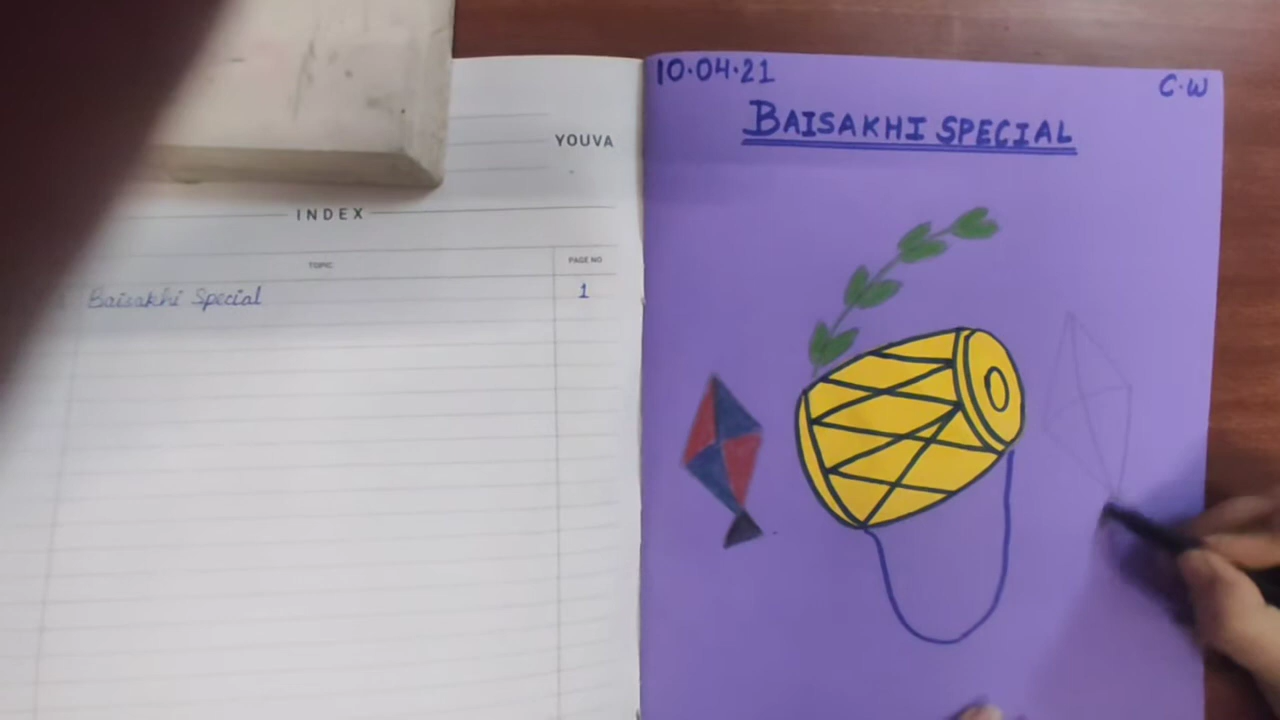 YOUVA
INDEX
TOPIC PAGE NO
Baisakhi Special 1
10.04.21 C.W
BAISAKHI SPECIAL